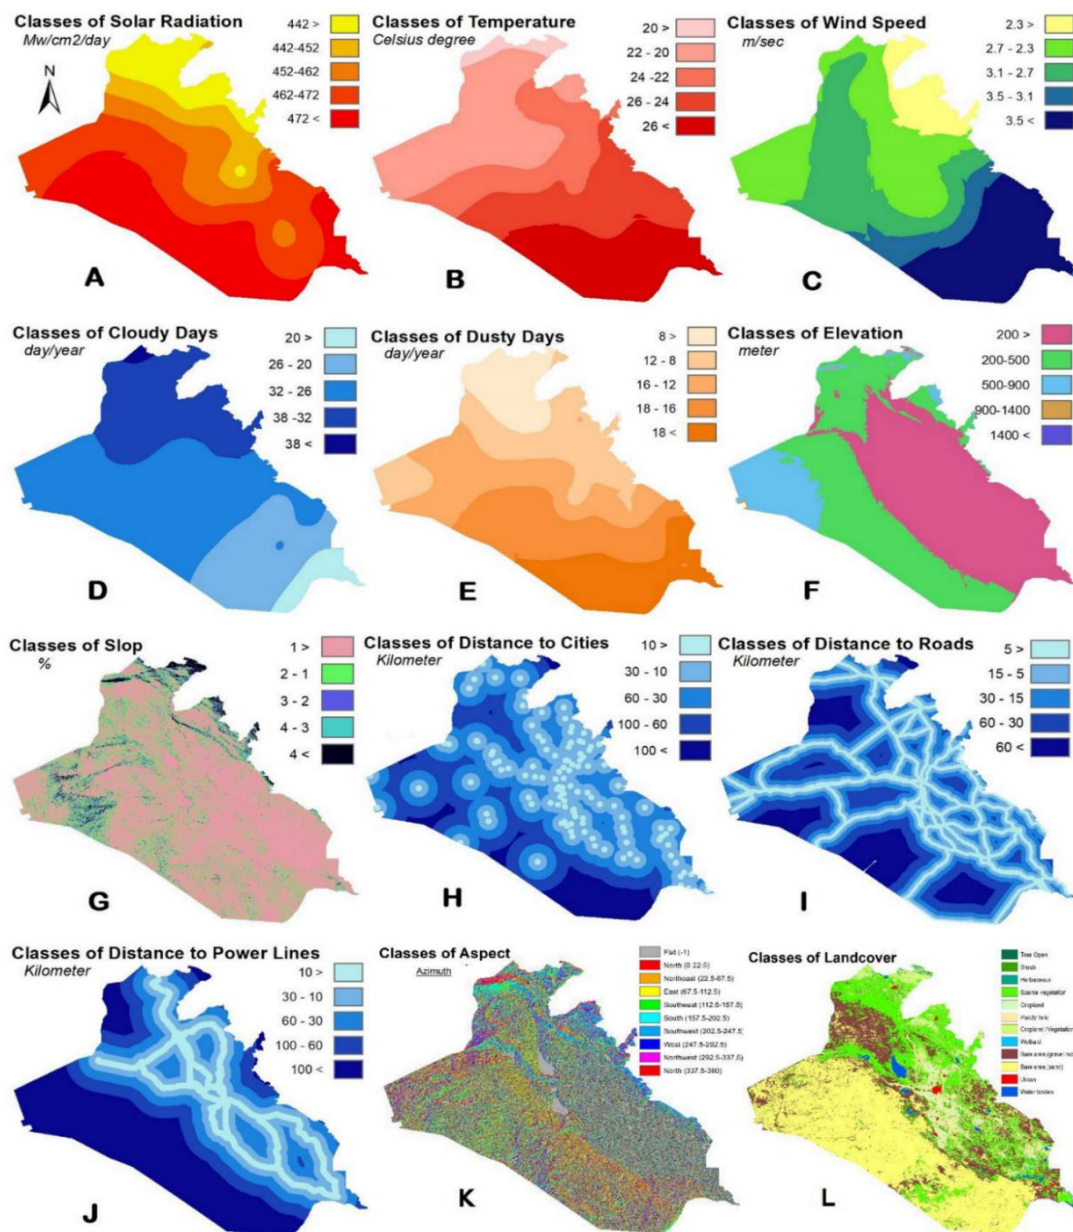 Classes of Solar Radiation
Mw/cm2/day
N
442 >
442-452
452-462
462-472
472 <
A
Classes of Temperature
Celsius degree
20 >
22 - 20
24 -22
26 - 24
26 <
B
Classes of Wind Speed
m/sec
2.3 >
2.7 - 2.3
3.1 - 2.7
3.5 - 3.1
3.5 <
C
Classes of Cloudy Days
day/year
20 >
26 - 20
32 - 26
38 -32
38 <
D
Classes of Dusty Days
day/year
8 >
12 - 8
16 - 12
18 - 16
18 <
E
Classes of Elevation
meter
200 >
200-500
500-900
900-1400
1400 <
F
Classes of Slop
%
1 >
2 - 1
3 - 2
4 - 3
4 <
G
Classes of Distance to Cities
Kilometer
10 >
30 - 10
60 - 30
100 - 60
100 <
H
Classes of Distance to Roads
Kilometer
5 >
15 - 5
30 - 15
60 - 30
60 <
I
Classes of Distance to Power Lines
Kilometer
10 >
30 - 10
60 - 30
100 - 60
100 <
J
Classes of Aspect
Azimuth
Flat (-1)
North (0-22.5)
Northeast (22.5-67.5)
East (67.5-112.5)
Southeast (112.5-157.5)
South (157.5-202.5)
Southwest (202.5-247.5)
West (247.5-292.5)
Northwest (292.5-337.5)
North (337.5-360)
K
Classes of Landcover
Tree Open
Shrub
Herbaceous
Sparse vegetation
Cropland
Paddy field
Cropland / Vegetation
Wetland
Bare area,(gravel,
Bare area,(sand)
Urban
Water bodies
L